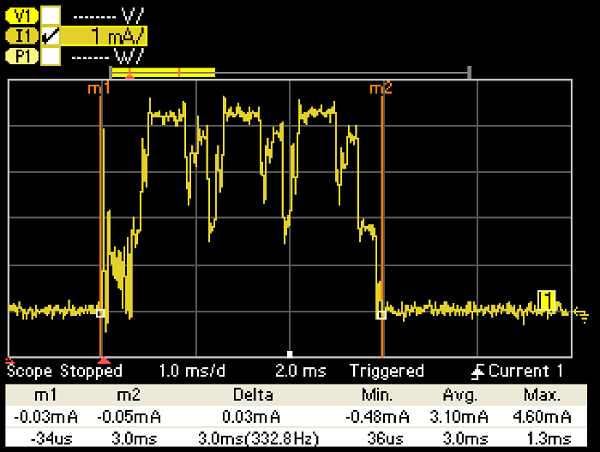 V1 ------- V/
I1 1 mA/
P1 ------- W/
m1 m2
1
Scope Stopped 1.0 ms/d 2.0 ms Triggered Current 1
m1 m2 Delta Min. Avg. Max.
-0.03mA -0.05mA 0.03mA -0.48mA 3.10mA 4.60mA
-34us 3.0ms 3.0ms(332.8Hz) 36us 3.0ms 1.3ms